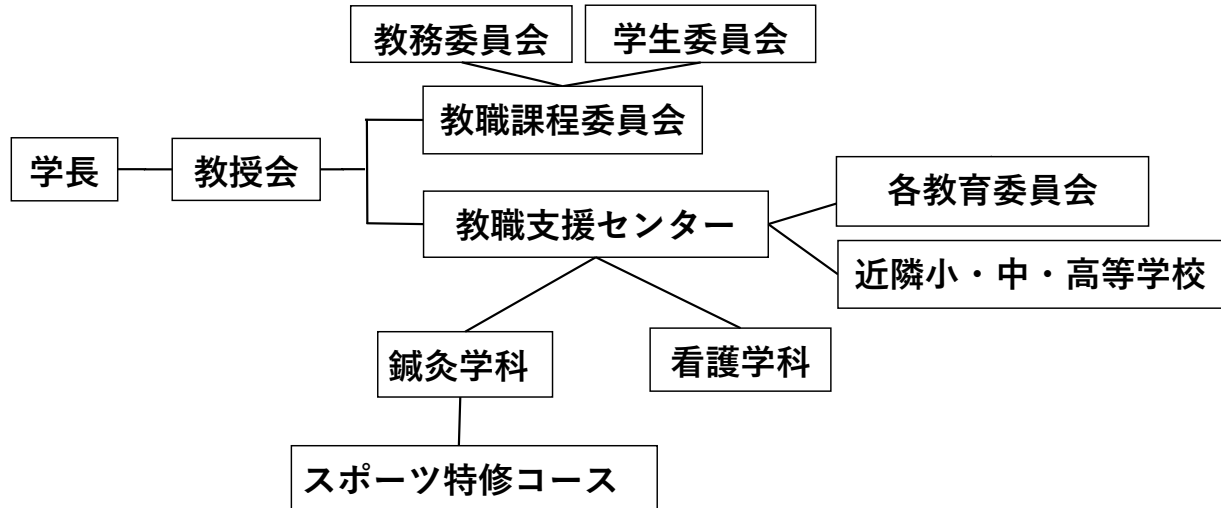 教務委員会
学生委員会
教職課程委員会
学長
教授会
各教育委員会
教職支援センター
近隣小・中・高等学校
鍼灸学科
看護学科
スポーツ特修コース